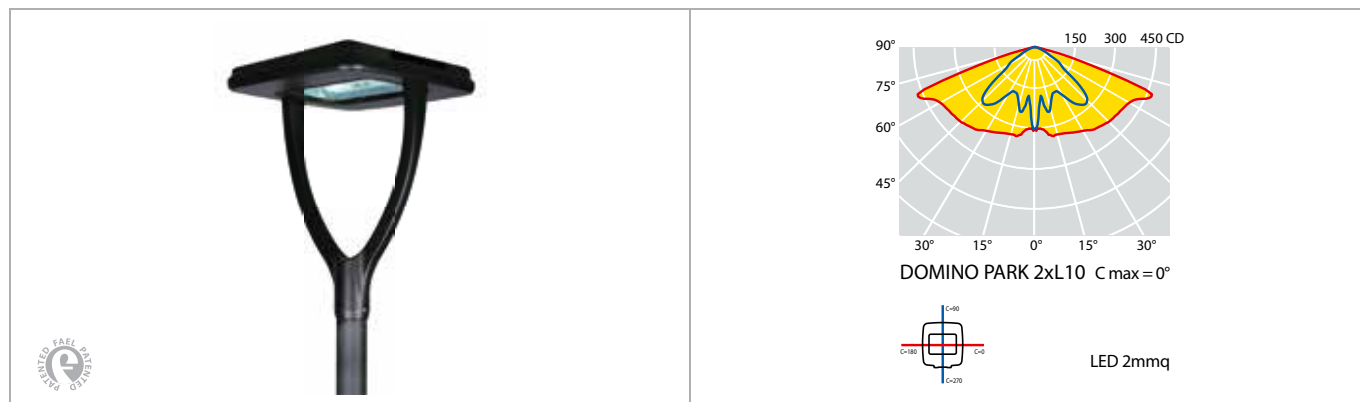 PATENTED FAEL PATENTED
90° 150 300 450 CD
75°
60°
45°
30° 15° 0° 15° 30°
DOMINO PARK 2xL10 C max = 0°
C=90
C=180 C=0
C=270
LED 2mmq